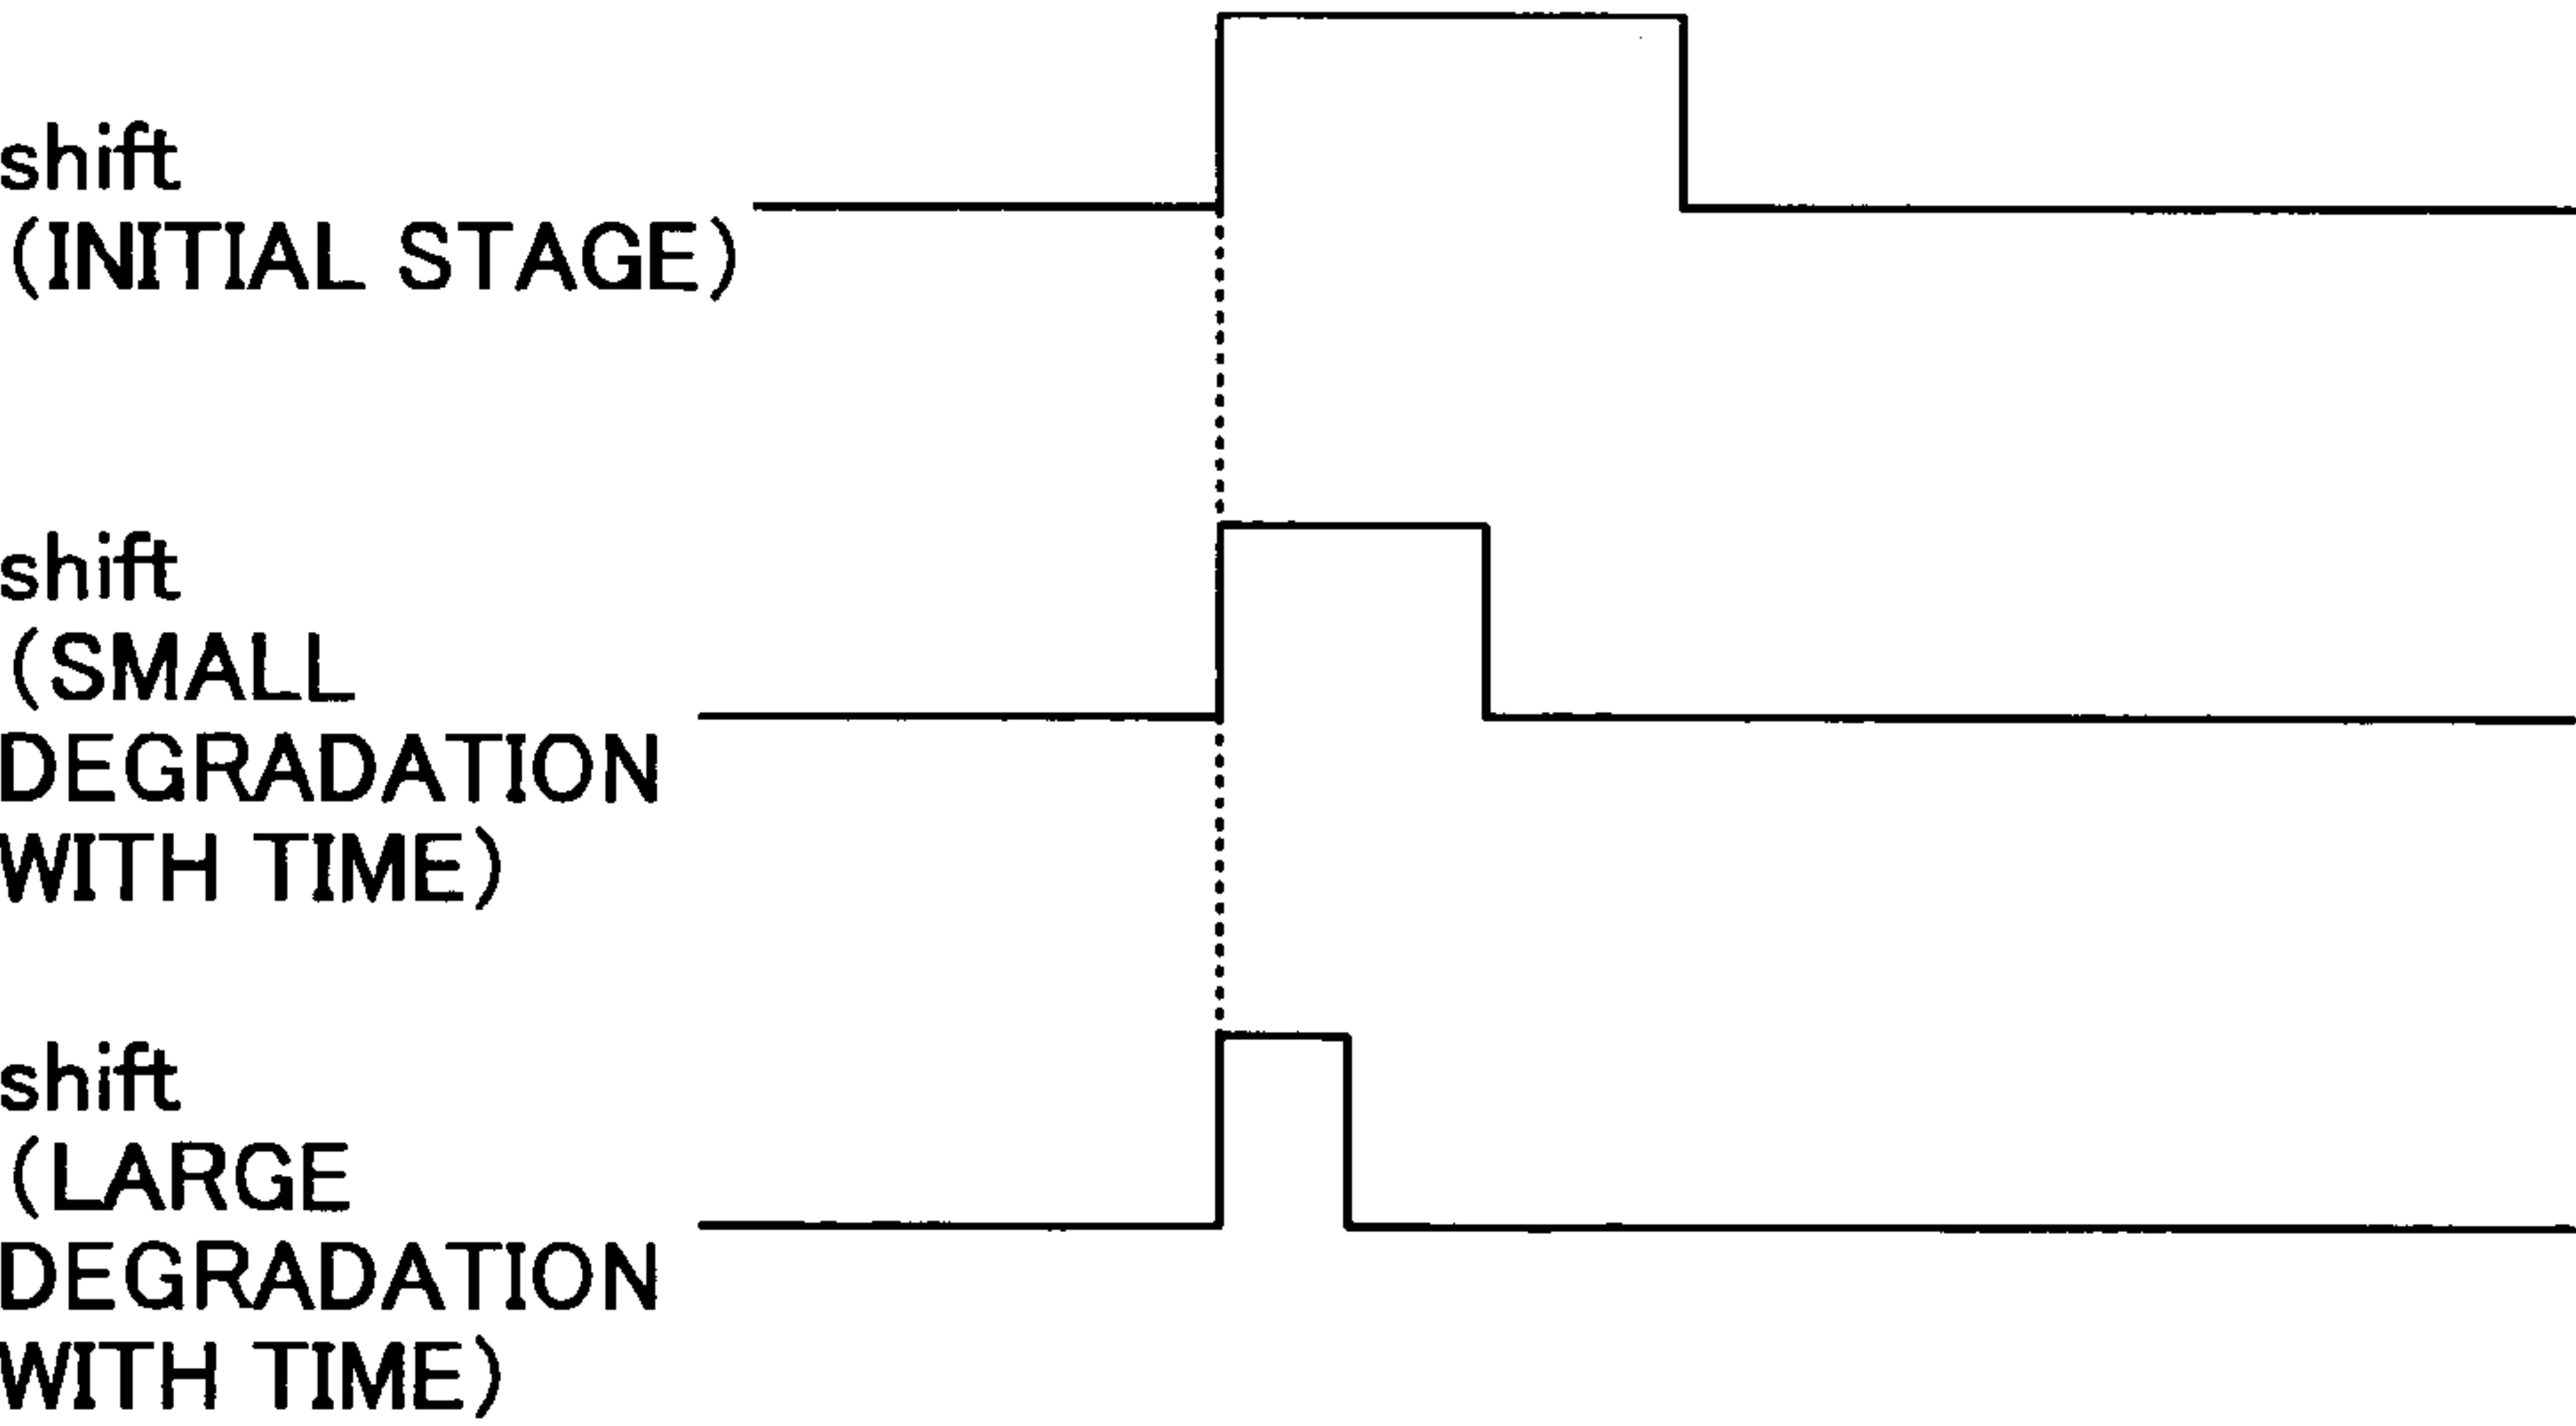 shift
(INITIAL STAGE)
shift
(SMALL
DEGRADATION
WITH TIME)
shift
(LARGE
DEGRADATION
WITH TIME)